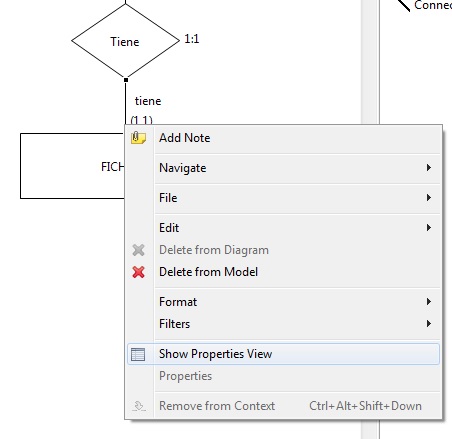 Connec
Tiene 1:1
tiene
(1,1)
FICH
Add Note
Navigate
File
Edit
Delete from Diagram
Delete from Model
Format
Filters
Show Properties View
Properties
Remove from Context Ctrl+Alt+Shift+Down